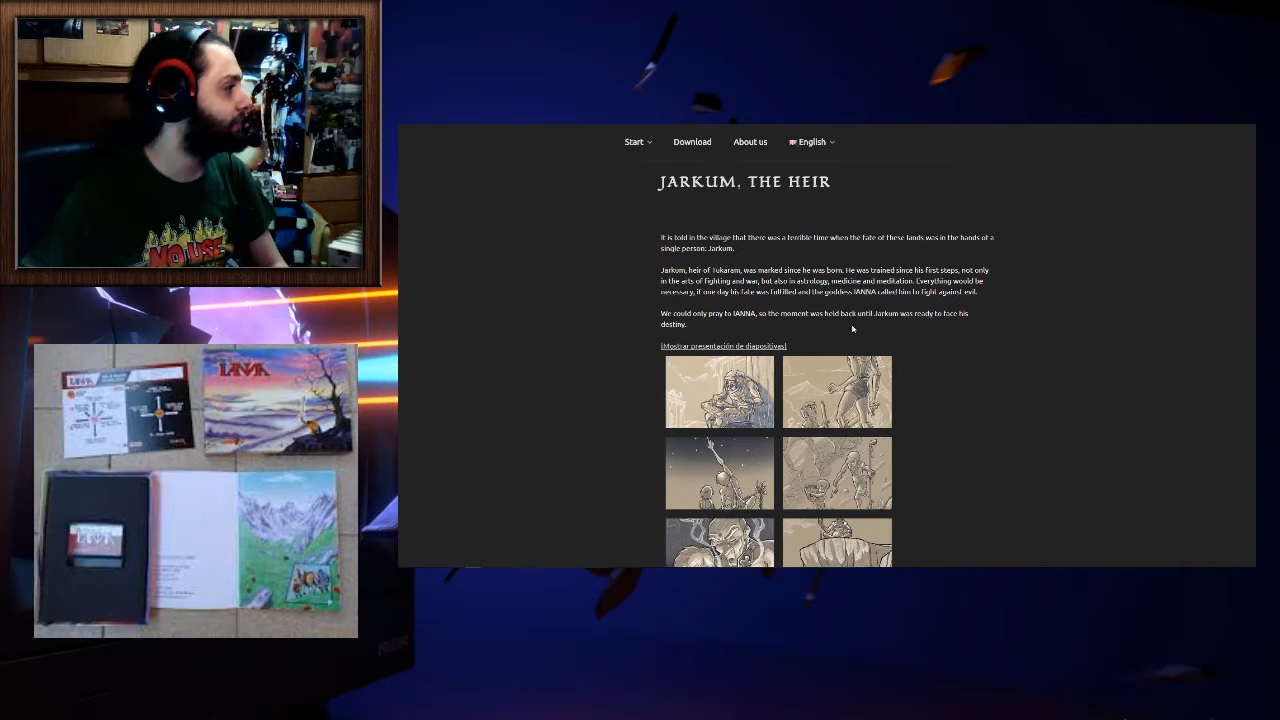 Start
Download
About us
English
JARKUM, THE HEIR
It is told in the village that there was a terrible time when the fate of these lands was in the hands of a
single person: Jarkum.
Jarkum, heir of Tukaram, was marked since he was born. He was trained since his first steps, not only
in the arts of fighting and war, but also in astrology, medicine and meditation. Everything would be
necessary, if one day his fate was fulfilled and the goddess IANNA called him to fight against evil.
We could only pray to IANNA, so the moment was held back until Jarkum was ready to face his
destiny.
[Mostrar presentación de diapositivas]
NO USE
IANNA
IANNA